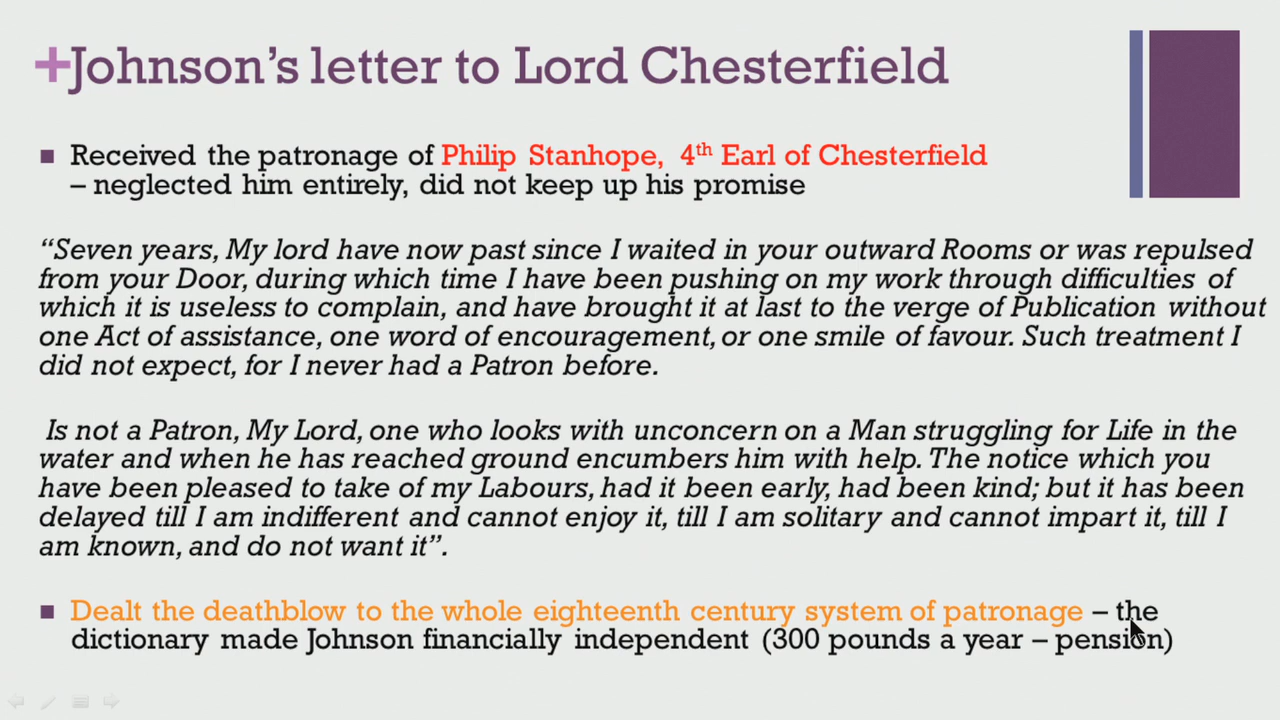 +Johnson's letter to Lord Chesterfield
■ Received the patronage of Philip Stanhope, 4th Earl of Chesterfield
– neglected him entirely, did not keep up his promise
“Seven years, My lord have now past since I waited in your outward Rooms or was repulsed
from your Door, during which time I have been pushing on my work through difficulties of
which it is useless to complain, and have brought it at last to the verge of Publication without
one Act of assistance, one word of encouragement, or one smile of favour. Such treatment I
did not expect, for I never had a Patron before.
Is not a Patron, My Lord, one who looks with unconcern on a Man struggling for Life in the
water and when he has reached ground encumbers him with help. The notice which you
have been pleased to take of my Labours, had it been early, had been kind; but it has been
delayed till I am indifferent and cannot enjoy it, till I am solitary and cannot impart it, till I
am known, and do not want it”.
■ Dealt the deathblow to the whole eighteenth century system of patronage – the
dictionary made Johnson financially independent (300 pounds a year – pension)